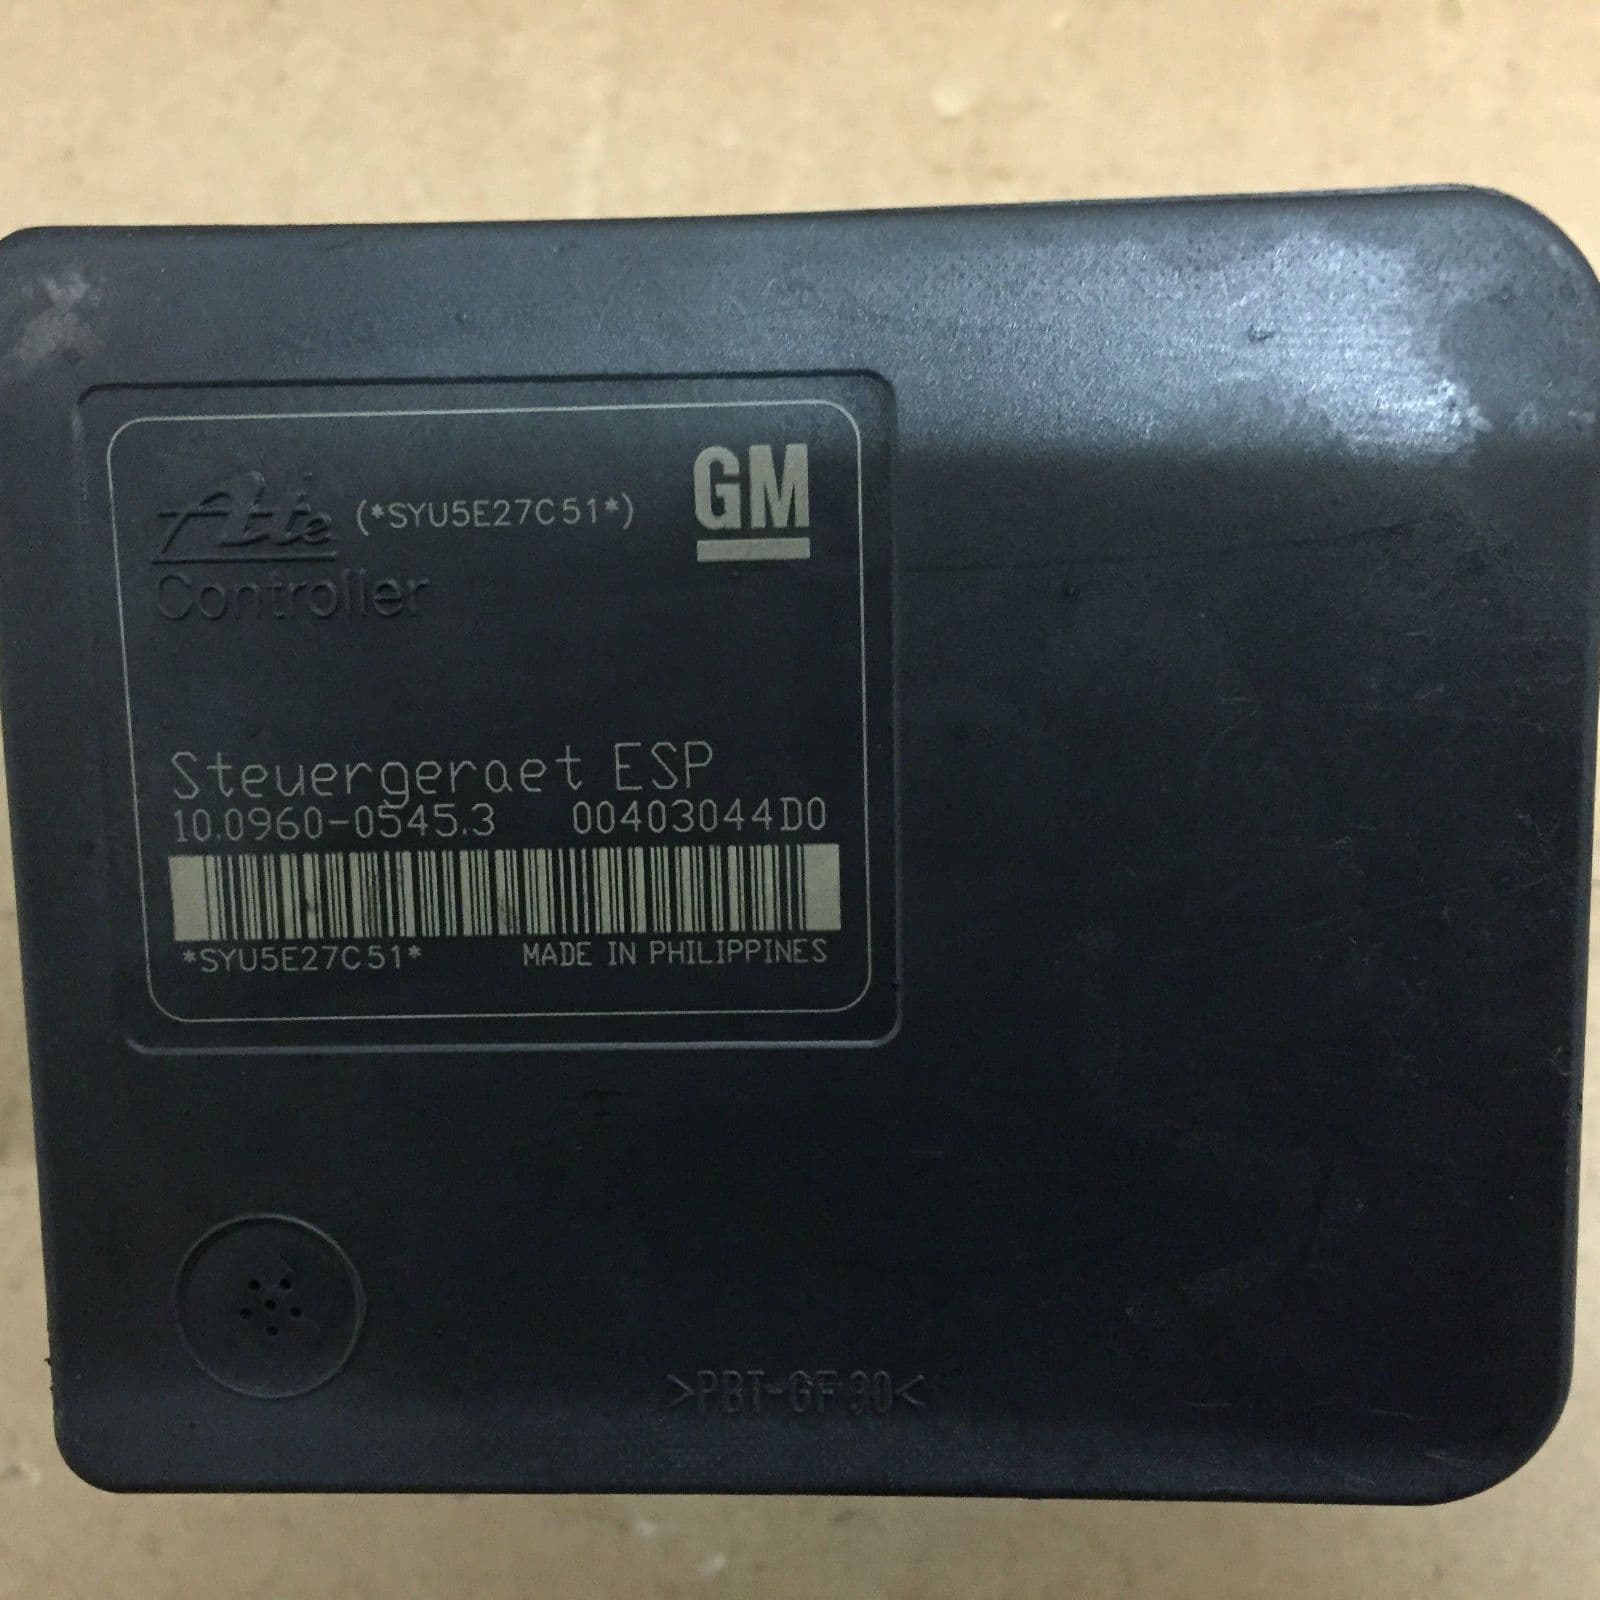 Ate (*SYU5E27C51*) GM
Controller
Steuergeraet ESP
10.0960-0545.3 00403044D0
*SYU5E27C51* MADE IN PHILIPPINES
>PBT-GF30<